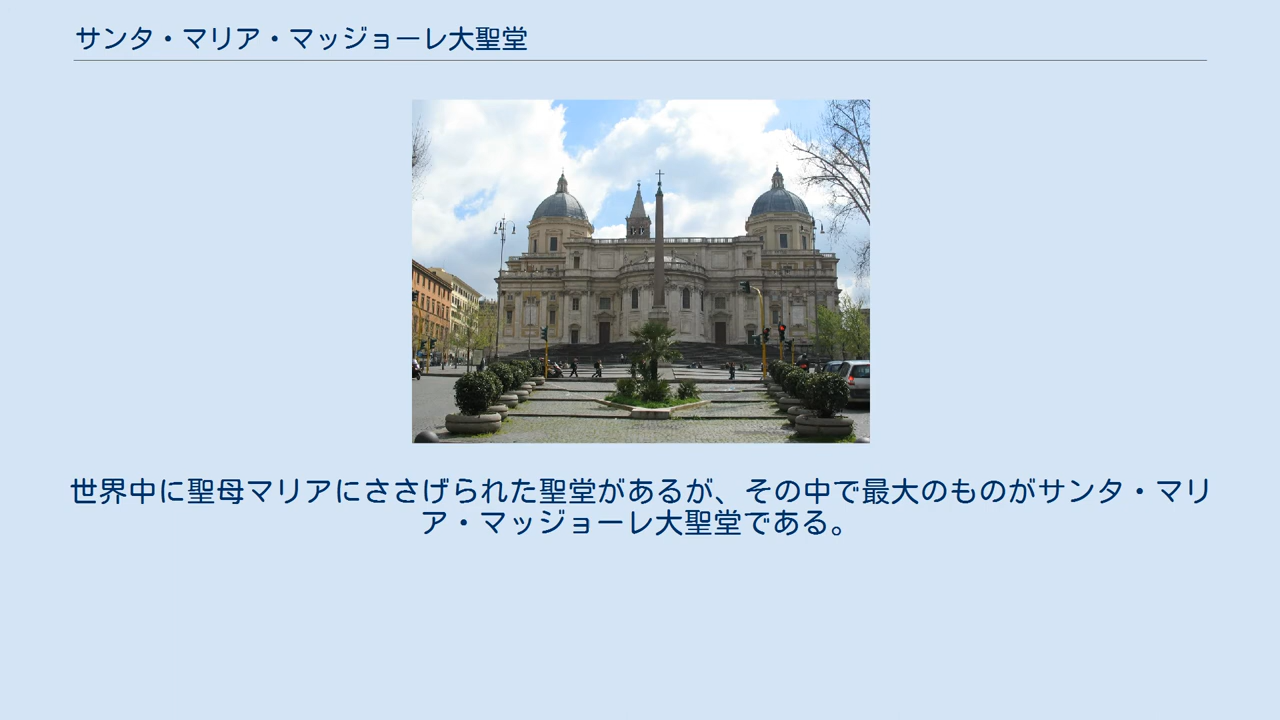 サンタ・マリア・マッジョーレ大聖堂
世界中に聖母マリアにささげられた聖堂があるが、その中で最大のものがサンタ・マリ
ア・マッジョーレ大聖堂である。